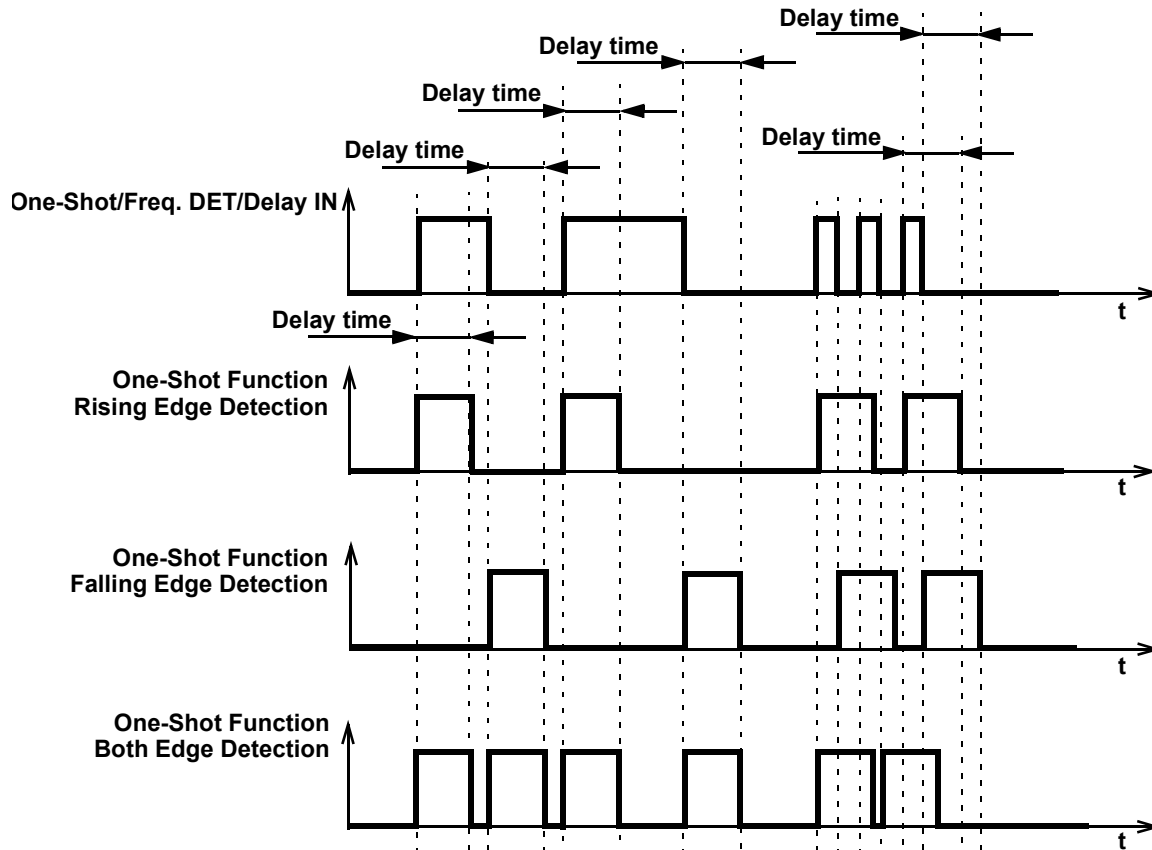 Delay time
Delay time
Delay time
Delay time
Delay time
One-Shot/Freq. DET/Delay IN
t
Delay time
One-Shot Function
Rising Edge Detection
t
One-Shot Function
Falling Edge Detection
t
One-Shot Function
Both Edge Detection
t